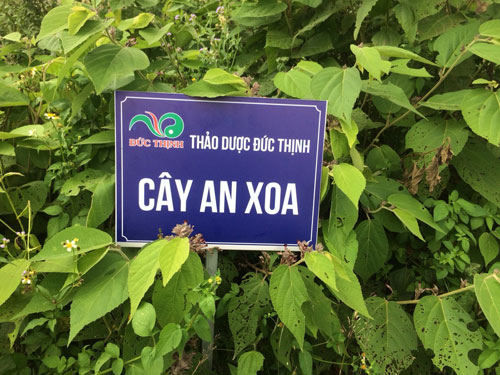 ĐỨC THỊNH
THẢO DƯỢC ĐỨC THỊNH
CÂY AN XOA